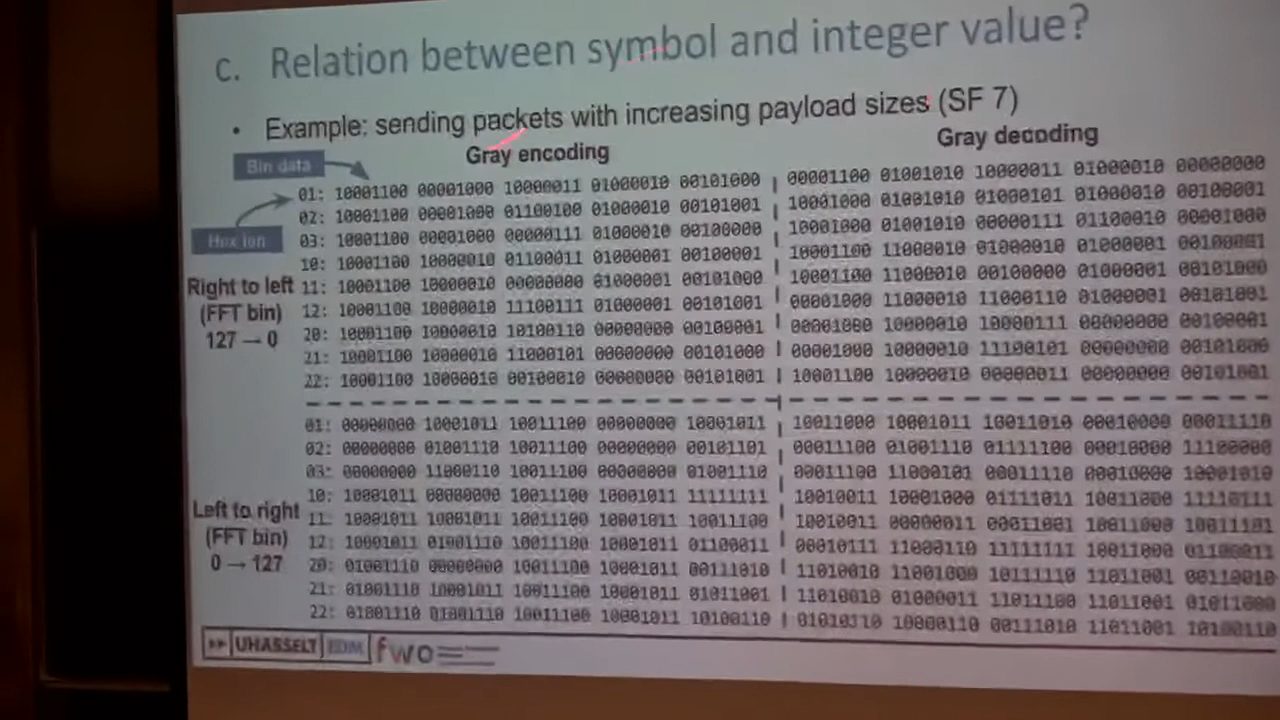 c. Relation between symbol and integer value?
• Example: sending packets with increasing payload sizes (SF 7)
Gray encoding
Gray decoding
Bin data
Hex len
01: 10001100 00001000 10000011 01000010 00101000 | 00001100 01001010 10000011 01000010 00000000
02: 10001100 00001000 01100100 01000010 00101001 | 10001000 01001010 01000101 01000010 00100001
03: 10001100 00001000 00000111 01000010 00100000 | 10001000 01001010 00000111 01100010 00001000
10: 10001100 10000010 01100011 01000001 00100001 | 10001100 11000010 01000010 01000001 00100001
11: 10001100 10000010 00000000 01000001 00101000 | 10001100 11000010 00100000 01000001 00101000
12: 10001100 10000010 11100111 01000001 00101001 | 00001000 11000010 11000110 01000001 00101001
20: 10001100 10000010 10100110 00000000 00100001 | 00001000 10000010 10000111 00000000 00100001
21: 10001100 10000010 11000101 00000000 00101000 | 00001000 10000010 11100101 00000000 00101000
22: 10001100 10000010 00100010 00000000 00101001 | 10001100 10000010 00000011 00000000 00101001
Right to left
(FFT bin)
127 → 0
01: 00000000 10001011 10011100 00000000 10001011 | 10011000 10001011 10011010 00010000 00011110
02: 00000000 01001110 10011100 00000000 00101101 | 00011100 01001110 01111100 00010000 11100000
03: 00000000 11000110 10011100 00000000 01001110 | 00011100 11000101 00011110 00010000 10001010
10: 10001011 00000000 10011100 10001011 11111111 | 10010011 10001000 01111011 10011000 11110111
11: 10001011 10001011 10011100 10001011 10011100 | 10010011 00000011 00011001 10011000 10011101
12: 10001011 01001110 10011100 10001011 01100011 | 00010111 11000110 11111111 10011000 01100011
20: 01001110 00000000 10011100 10001011 00111010 | 11010010 11001000 10111110 11011001 00110010
21: 01001110 10001011 10011100 10001011 01011001 | 11010010 01000011 11011100 11011001 01011000
22: 01001110 01001110 10011100 10001011 10100110 | 01010110 10000110 00111010 11011001 10100110
Left to right
(FFT bin)
0 → 127
UHASSELT EDM fwo